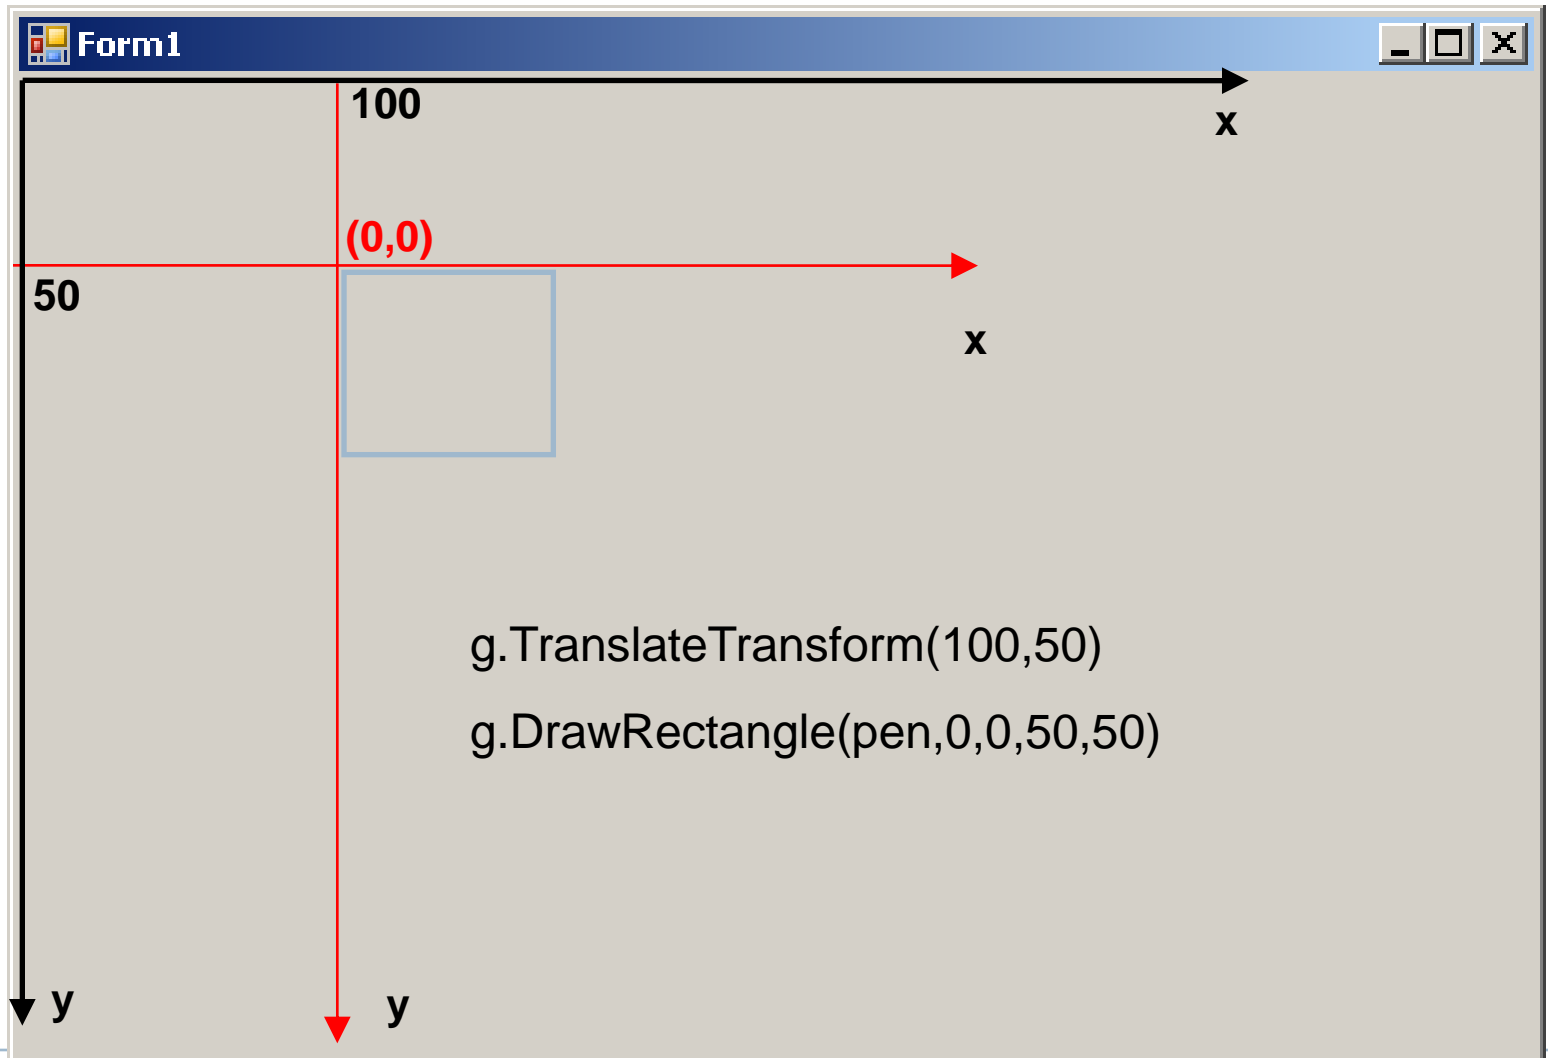 Form1
100
x
(0,0)
50
x
g.TranslateTransform(100,50)
g.DrawRectangle(pen,0,0,50,50)
y
y